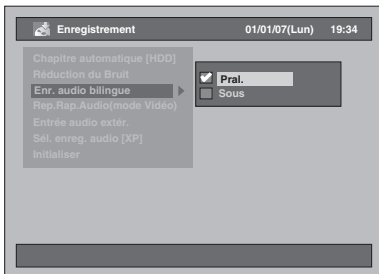 Enregistrement 01/01/07(Lun) 19:34
Chapitre automatique [HDD]
Réduction du Bruit
Enr. audio bilingue
Rep.Rap.Audio(mode Vidéo)
Entrée audio extér.
Sél. enreg. audio [XP]
Initialiser
Pral.
Sous